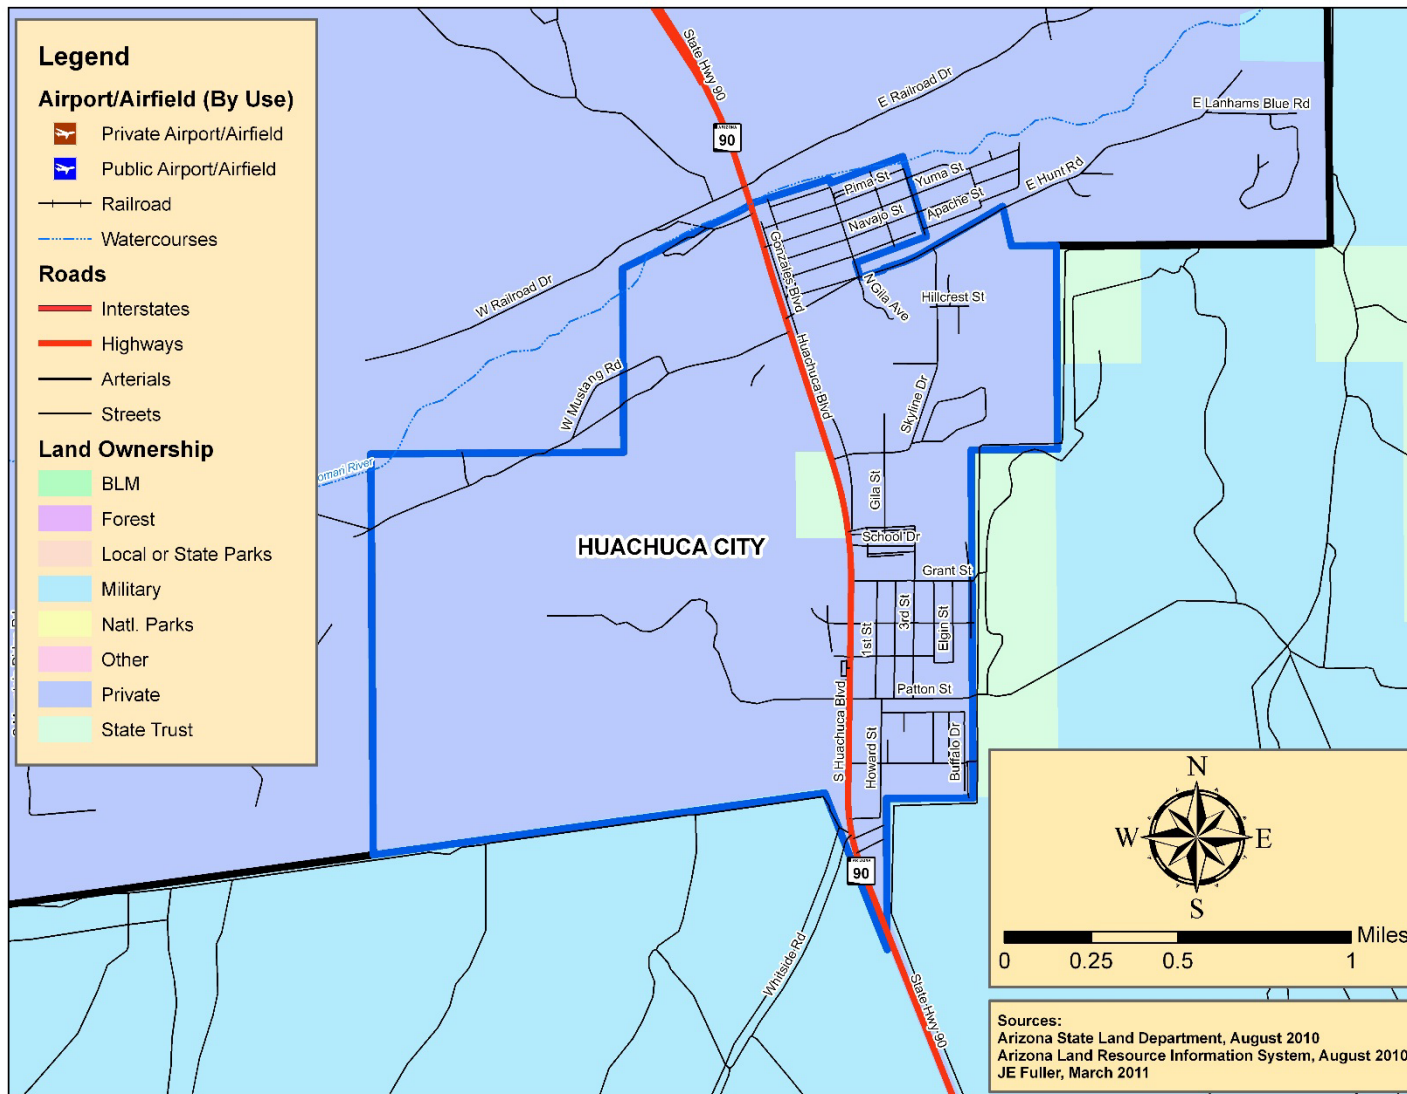 Legend
Airport/Airfield (By Use)
Private Airport/Airfield
Public Airport/Airfield
Railroad
Watercourses
Roads
Interstates
Highways
Arterials
Streets
Land Ownership
BLM
Forest
Local or State Parks
Military
Natl. Parks
Other
Private
State Trust
State Hwy 90
ARIZONA
90
E Railroad Dr
E Lanhams Blue Rd
Pima St
Yuma St
E Hunt Rd
Navajo St
Apache St
Gonzales Blvd
W Railroad Dr
N Gila Ave
Hillcrest St
Huachuca Blvd
W Mustang Rd
Skyline Dr
omari River
Gila St
School Dr
HUACHUCA CITY
Grant St
1st St
3rd St
Elgin St
Patton St
S Huachuca Blvd
Howard St
Buffalo Dr
90
Whitside Rd
State Hwy 90
N
W
E
S
Miles
0
0.25
0.5
1
Sources:
Arizona State Land Department, August 2010
Arizona Land Resource Information System, August 2010
JE Fuller, March 2011